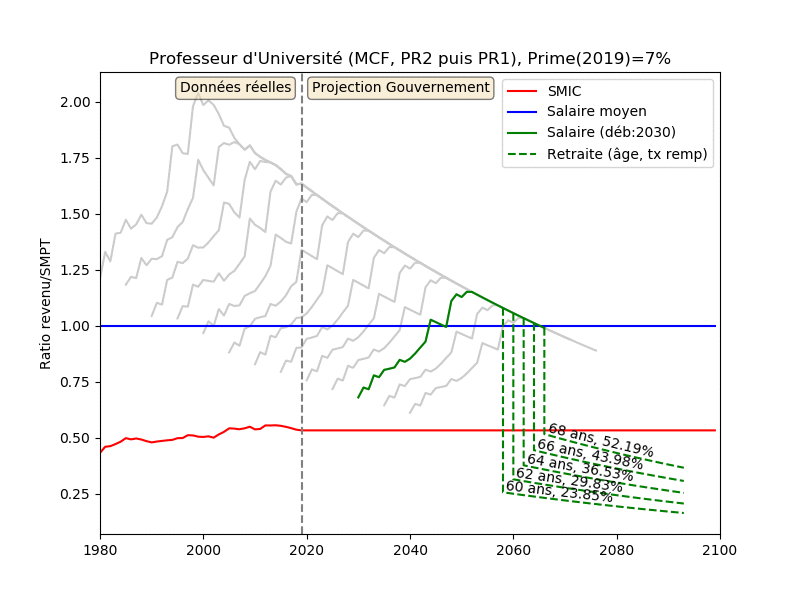 Professeur d'Université (MCF, PR2 puis PR1), Prime(2019)=7%
Données réelles
Projection Gouvernement
SMIC
Salaire moyen
Salaire (déb:2030)
Retraite (âge, tx remp)
Ratio revenu/SMPT
2.00
1.75
1.50
1.25
1.00
0.75
0.50
0.25
68 ans, 52.19%
66 ans, 43.98%
64 ans, 36.53%
62 ans, 29.83%
60 ans, 23.85%
1980
2000
2020
2040
2060
2080
2100